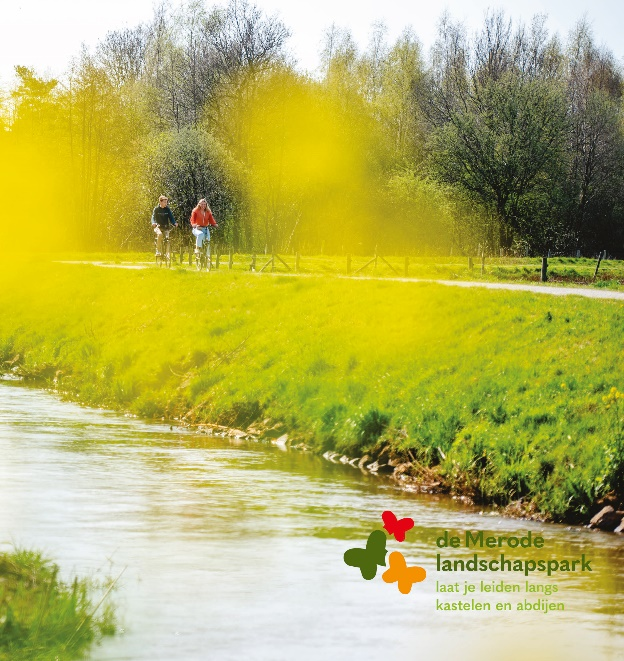 de Merode
landschapspark
laat je leiden langs
kastelen en abdijen